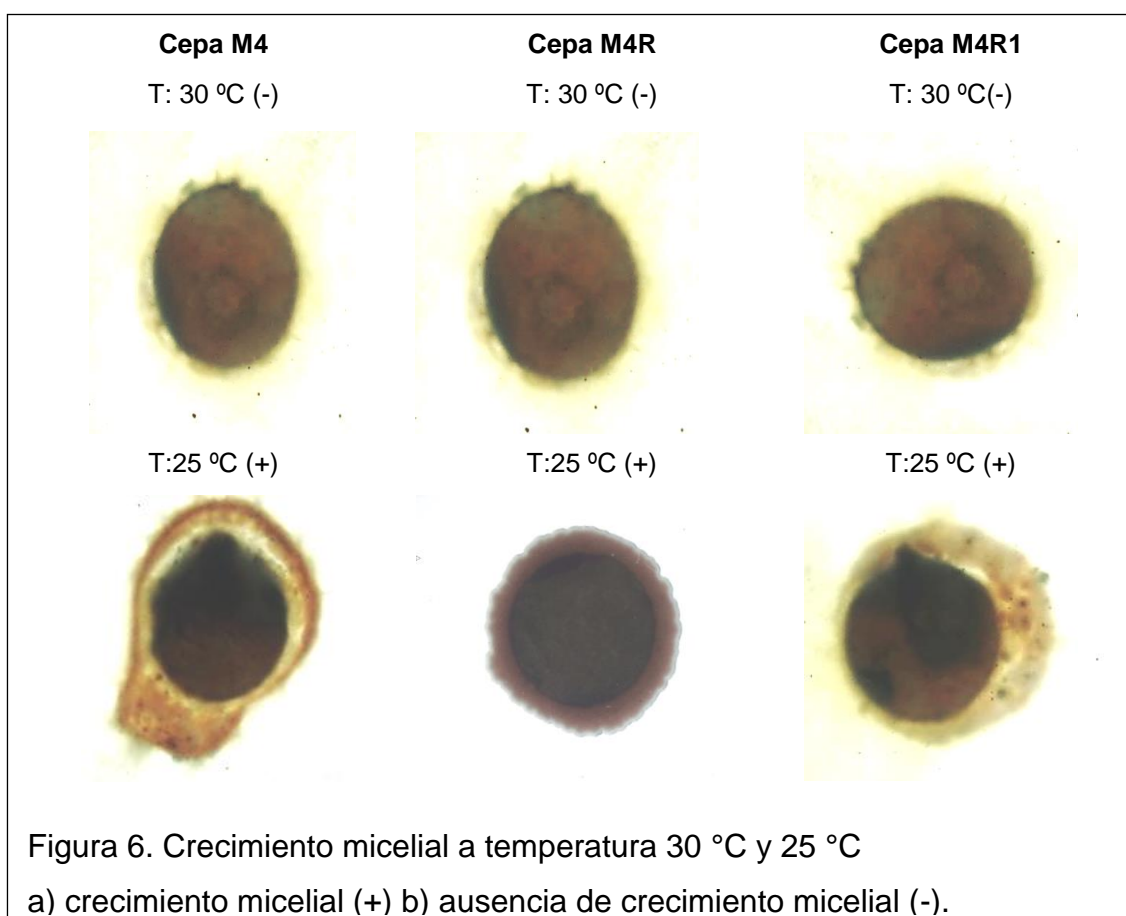 Cepa M4 Cepa M4R Cepa M4R1
T: 30 ºC (-) T: 30 ºC (-) T: 30 ºC(-)
T:25 ºC (+) T:25 ºC (+) T:25 ºC (+)
Figura 6. Crecimiento micelial a temperatura 30 °C y 25 °C
a) crecimiento micelial (+) b) ausencia de crecimiento micelial (-).